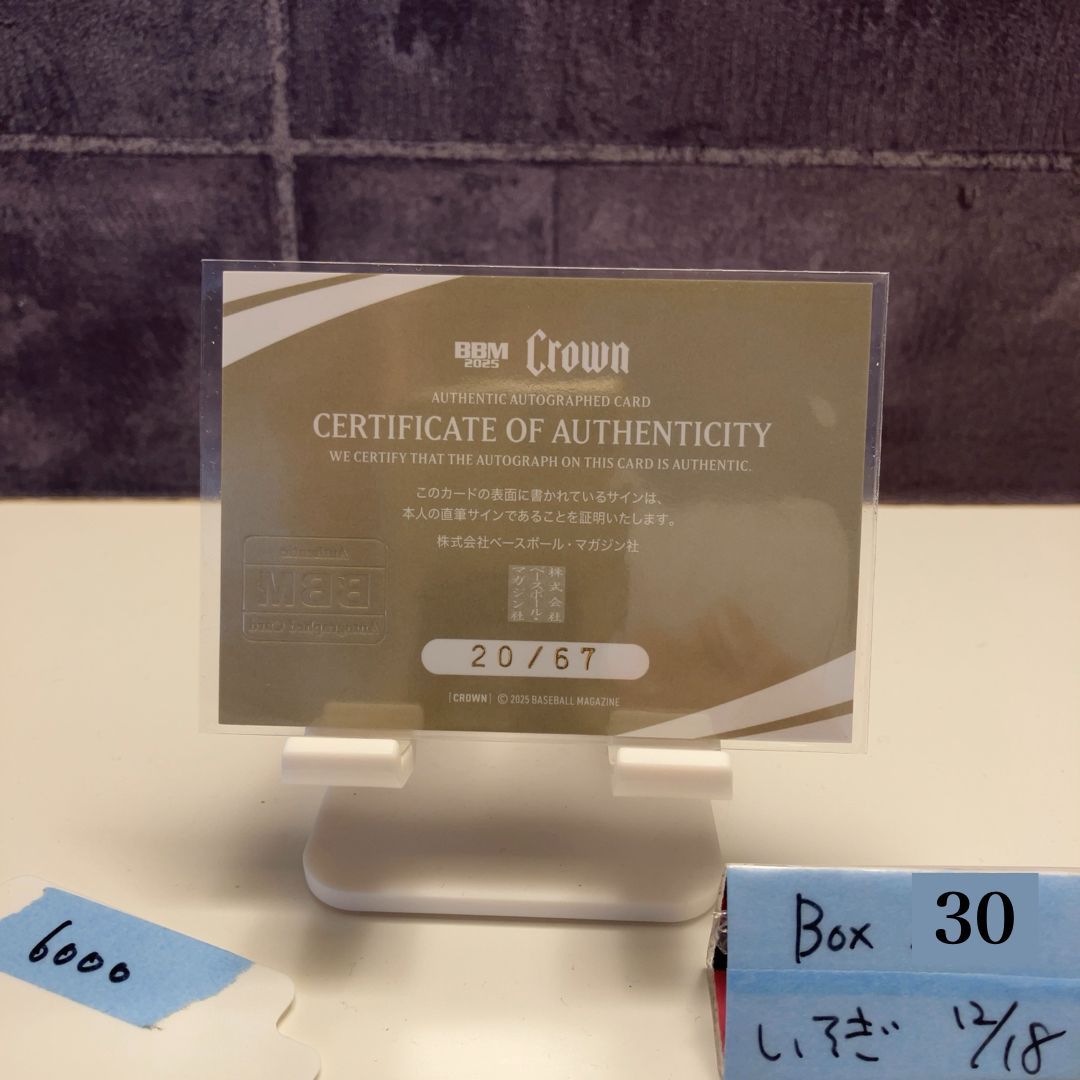 BBM
2025
Crown
AUTHENTIC AUTOGRAPHED CARD
CERTIFICATE OF AUTHENTICITY
WE CERTIFY THAT THE AUTOGRAPH ON THIS CARD IS AUTHENTIC.
このカードの表面に書かれているサインは、
本人の直筆サインであることを証明いたします。
株式会社ベースボール・マガジン社
Authentic
BBM
Autographed Card
株式会社
ベースボール・
マガジン社
20/67
[CROWN] © 2025 BASEBALL MAGAZINE
6000
Box 30
いそぎ 12/18